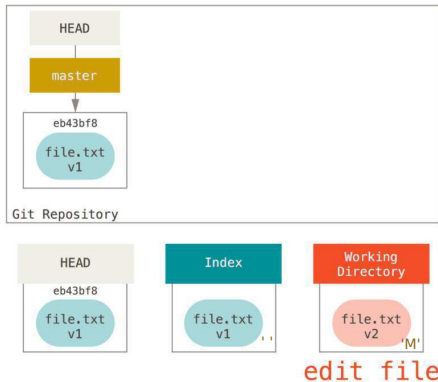 HEAD
master
eb43bf8
file.txt
v1
Git Repository
HEAD
Index
Working
Directory
eb43bf8
file.txt
v1
file.txt
v1
' '
file.txt
v2
'M'
edit file